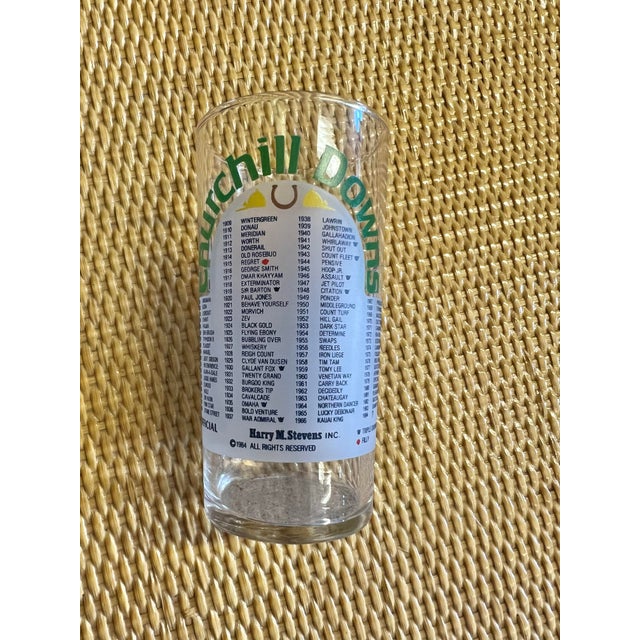 Churchill Downs
1909 WINTERGREEN 1938 LAWRIN
1910 DONAU 1939 JOHNSTOWN
1911 MERIDIAN 1940 GALLAHADION
1912 WORTH 1941 WHIRLAWAY
1913 DONERAIL 1942 SHUT OUT
1914 OLD ROSEBUD 1943 COUNT FLEET
1915 REGRET 1944 PENSIVE
1916 GEORGE SMITH 1945 HOOP JR.
1917 OMAR KHAYYAM 1946 ASSAULT
1918 EXTERMINATOR 1947 JET PILOT
1919 SIR BARTON 1948 CITATION
1920 PAUL JONES 1949 PONDER
1921 BEHAVE YOURSELF 1950 MIDDLEGROUND
1922 MORVICH 1951 COUNT TURF
1923 ZEV 1952 HILL GAIL
1924 BLACK GOLD 1953 DARK STAR
1925 FLYING EBONY 1954 DETERMINE
1926 BUBBLING OVER 1955 SWAPS
1927 WHISKERY 1956 NEEDLES
1928 REIGH COUNT 1957 IRON LIEGE
1929 CLYDE VAN DUSEN 1958 TIM TAM
1930 GALLANT FOX 1959 TOMY LEE
1931 TWENTY GRAND 1960 VENETIAN WAY
1932 BURGOO KING 1961 CARRY BACK
1933 BROKERS TIP 1962 DECIDEDLY
1934 CAVALCADE 1963 CHATEAUGAY
1935 OMAHA 1964 NORTHERN DANCER
1936 BOLD VENTURE 1965 LUCKY DEBONAIR
1937 WAR ADMIRAL 1966 KAUAI KING
Harry M. Stevens INC.
©1984 ALL RIGHTS RESERVED
FILLY